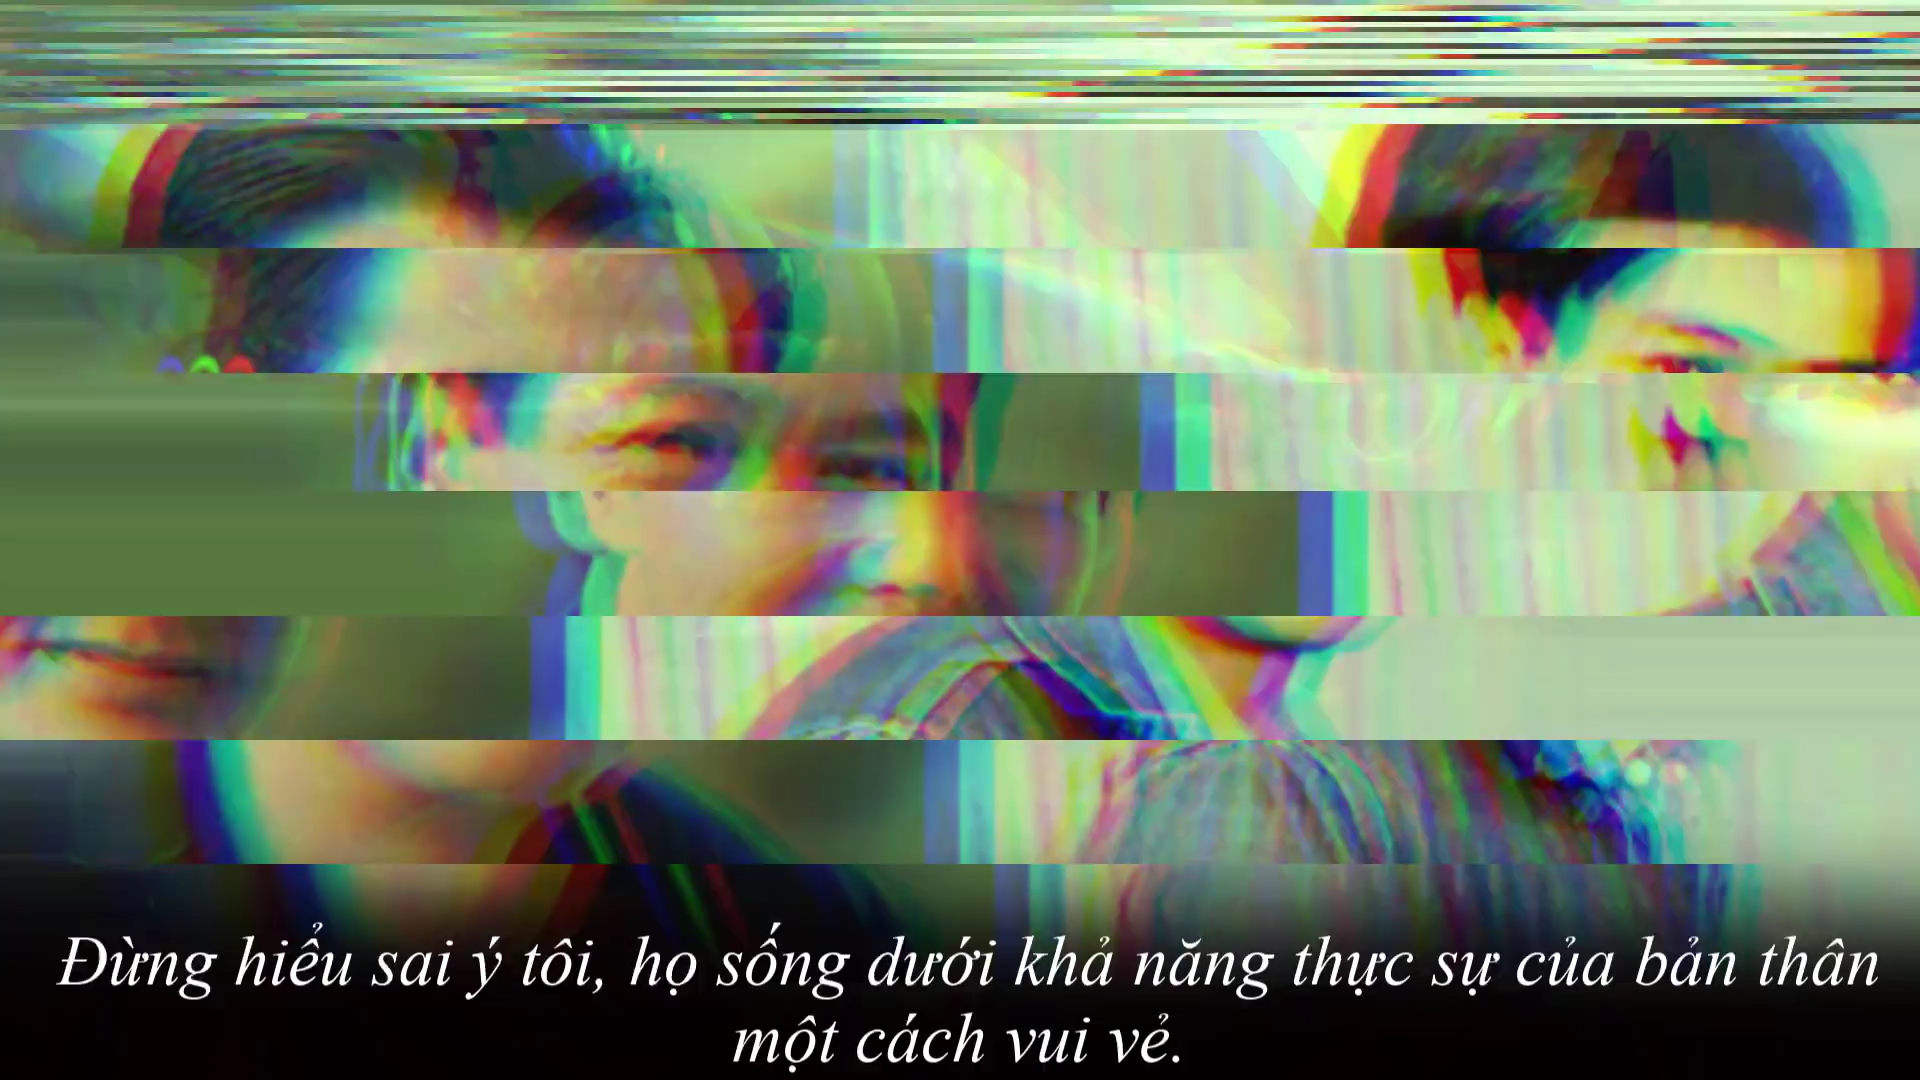 Đừng hiểu sai ý tôi, họ sống dưới khả năng thực sự của bản thân
một cách vui vẻ.